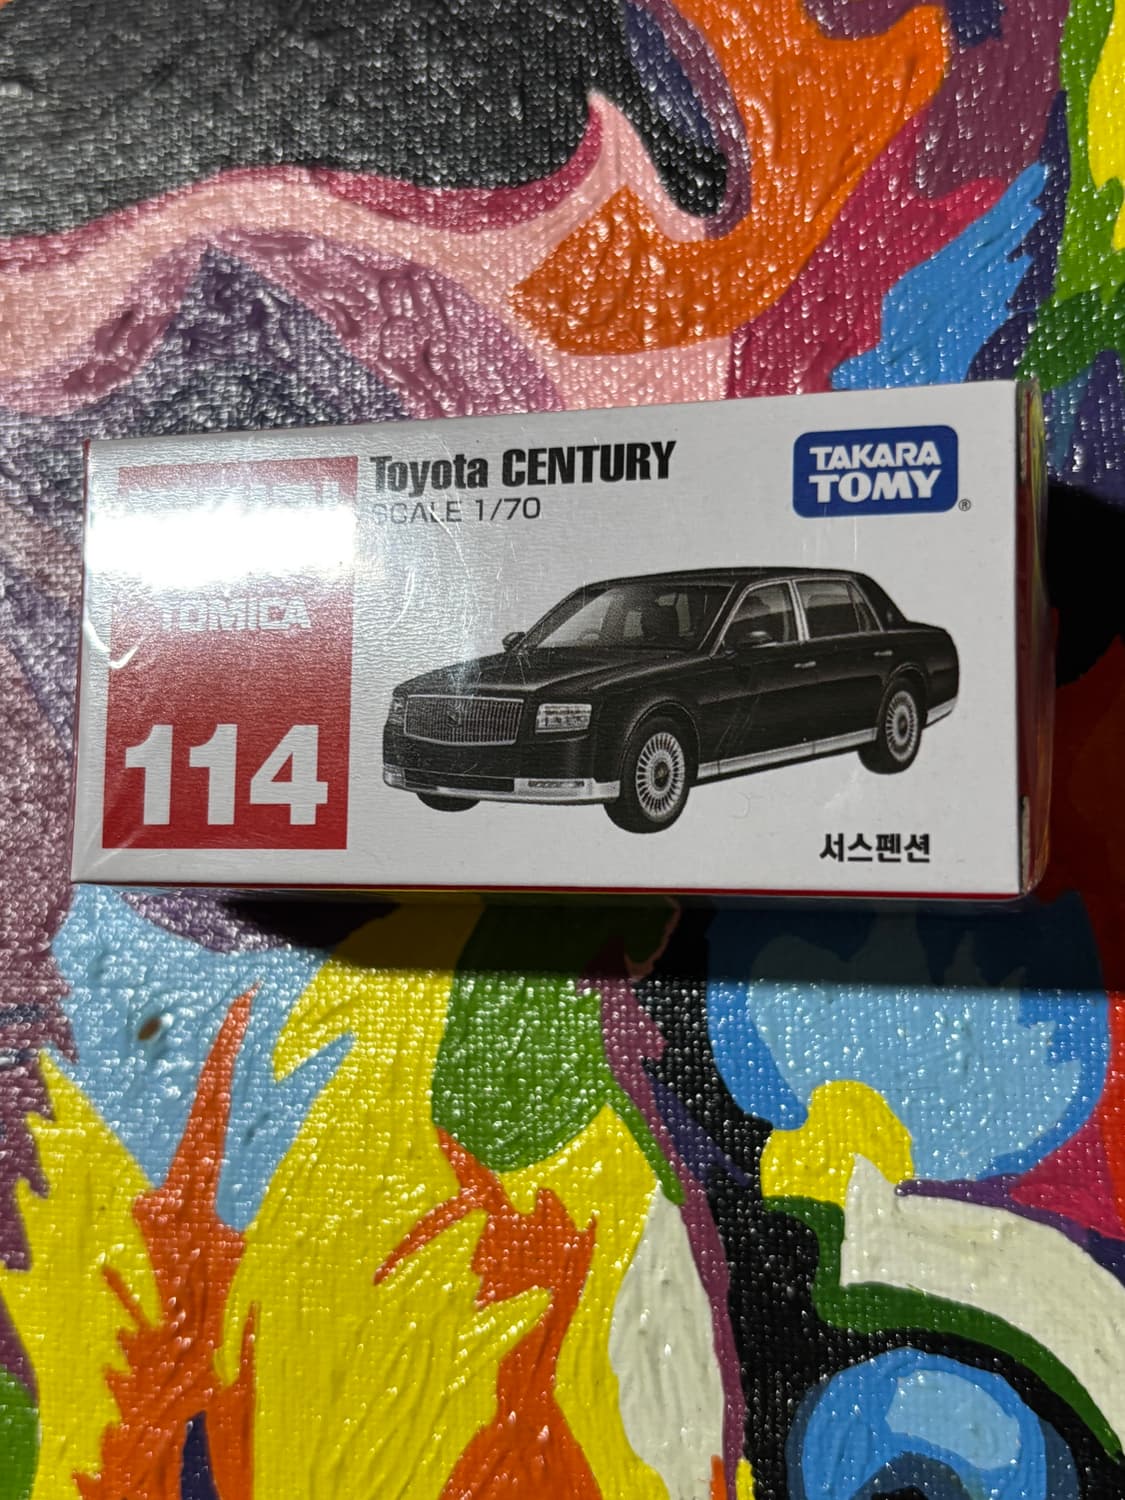 Toyota CENTURY
SCALE 1/70
TAKARA
TOMY
®
TOMICA
114
서스펜션